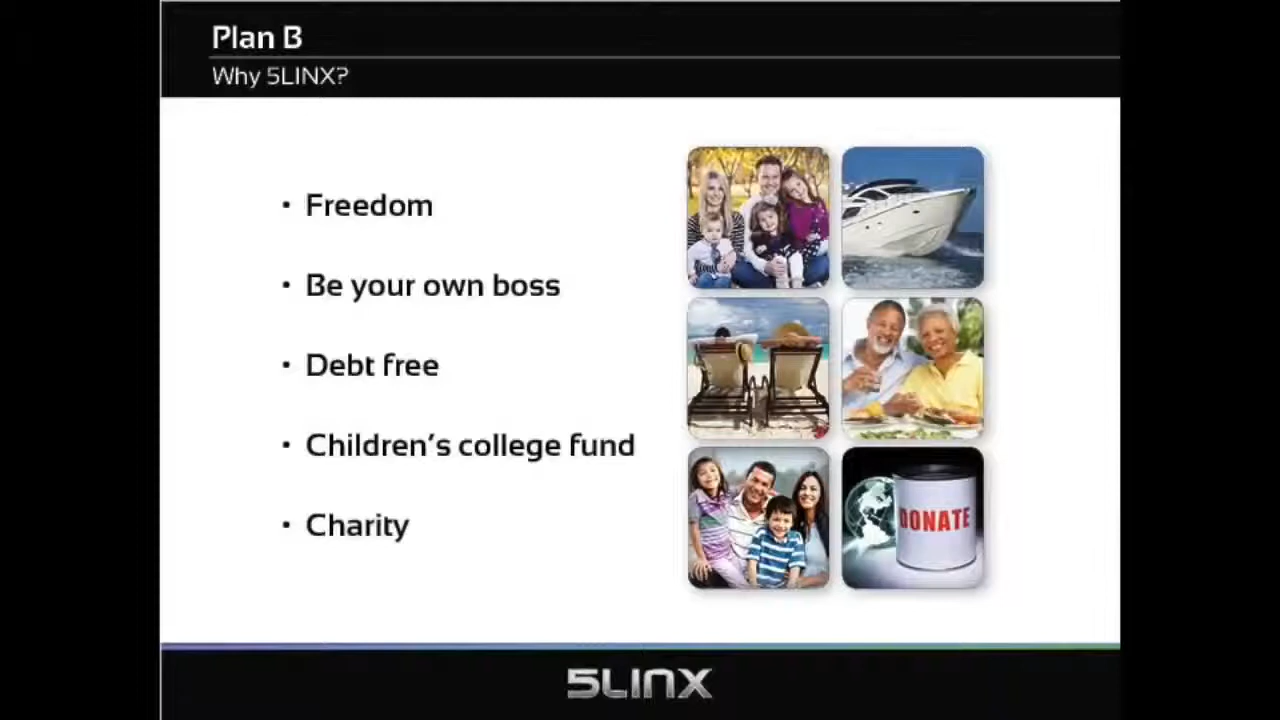 Plan B
Why 5LINX?
• Freedom
• Be your own boss
• Debt free
• Children's college fund
• Charity
DONATE
5LINX